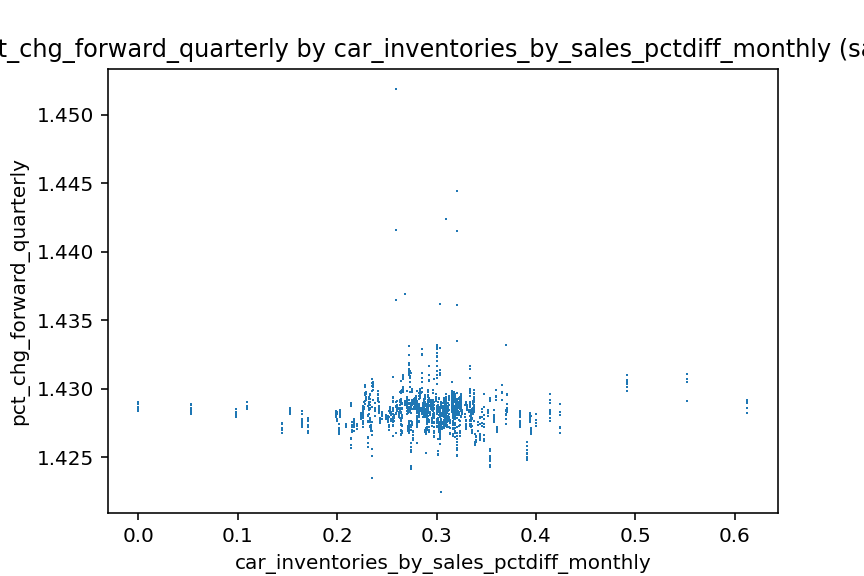 t_chg_forward_quarterly by car_inventories_by_sales_pctdiff_monthly (sa
1.450
1.445
1.440
1.435
1.430
1.425
pct_chg_forward_quarterly
0.0 0.1 0.2 0.3 0.4 0.5 0.6
car_inventories_by_sales_pctdiff_monthly